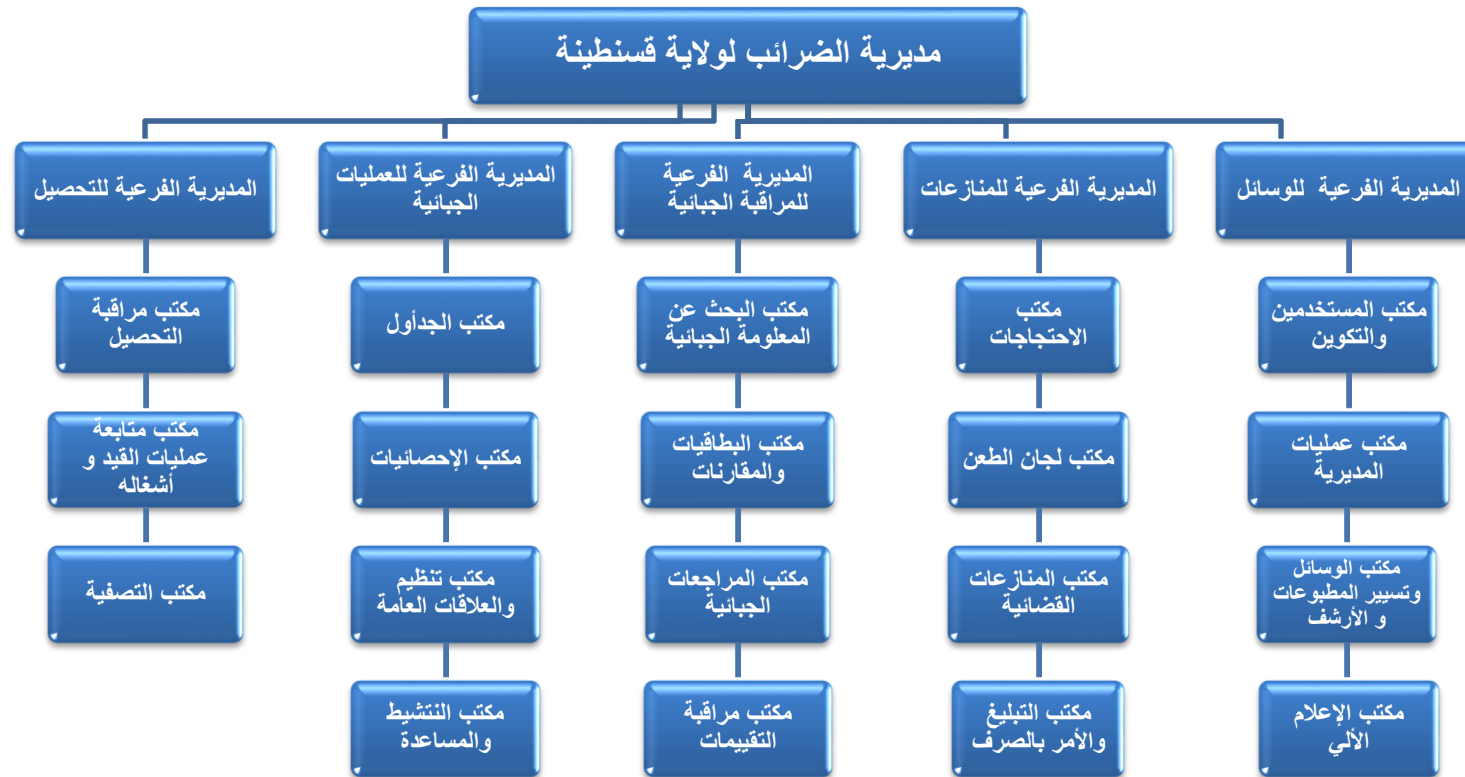 مديرية الضرائب لولاية قسنطينة
المديرية الفرعية للوسائل
المديرية الفرعية للمنازعات
المديرية الفرعية
للمراقبة الجبائية
المديرية الفرعية للعمليات
الجبائية
المديرية الفرعية للتحصيل
مكتب المستخدمين
والتكوين
مكتب
الاحتجاجات
مكتب البحث عن
المعلومة الجبائية
مكتب الجدأول
مكتب مراقبة
التحصيل
مكتب عمليات
المديرية
مكتب لجان الطعن
مكتب البطاقيات
والمقارنات
مكتب الإحصائيات
مكتب متابعة
عمليات القيد و
أشغاله
مكتب الوسائل
وتسيير المطبوعات
و الأرشف
مكتب المنازعات
القضائية
مكتب المراجعات
الجبائية
مكتب تنظيم
والعلاقات العامة
مكتب التصفية
مكتب الإعلام
الألي
مكتب التبليغ
والأمر بالصرف
مكتب مراقبة
التقييمات
مكتب النتشيط
والمساعدة